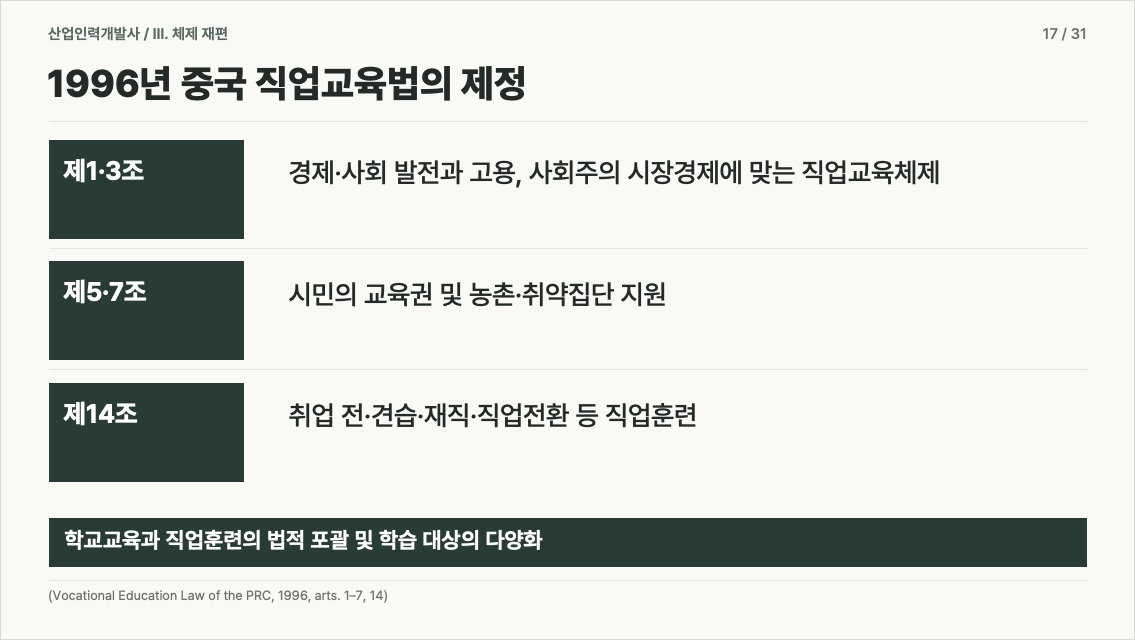 산업인력개발사 / III. 체제 재편
17 / 31
1996년 중국 직업교육법의 제정
제1·3조
경제·사회 발전과 고용, 사회주의 시장경제에 맞는 직업교육체제
제5·7조
시민의 교육권 및 농촌·취약집단 지원
제14조
취업 전·견습·재직·직업전환 등 직업훈련
학교교육과 직업훈련의 법적 포괄 및 학습 대상의 다양화
(Vocational Education Law of the PRC, 1996, arts. 1–7, 14)